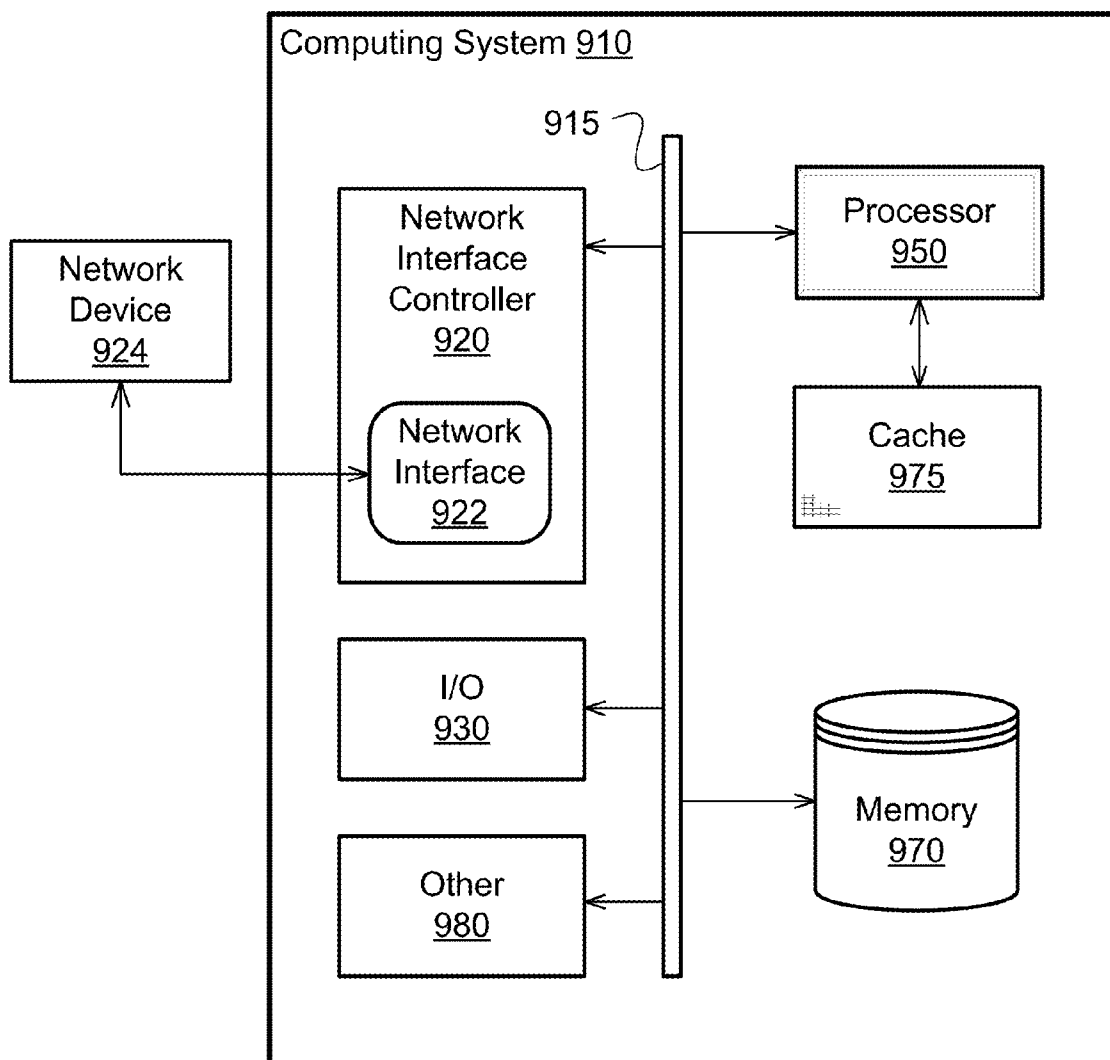 Computing System 910
915
Network
Interface
Controller
920
Processor
950
Network
Device
924
Network
Interface
922
Cache
975
I/O
930
Memory
970
Other
980